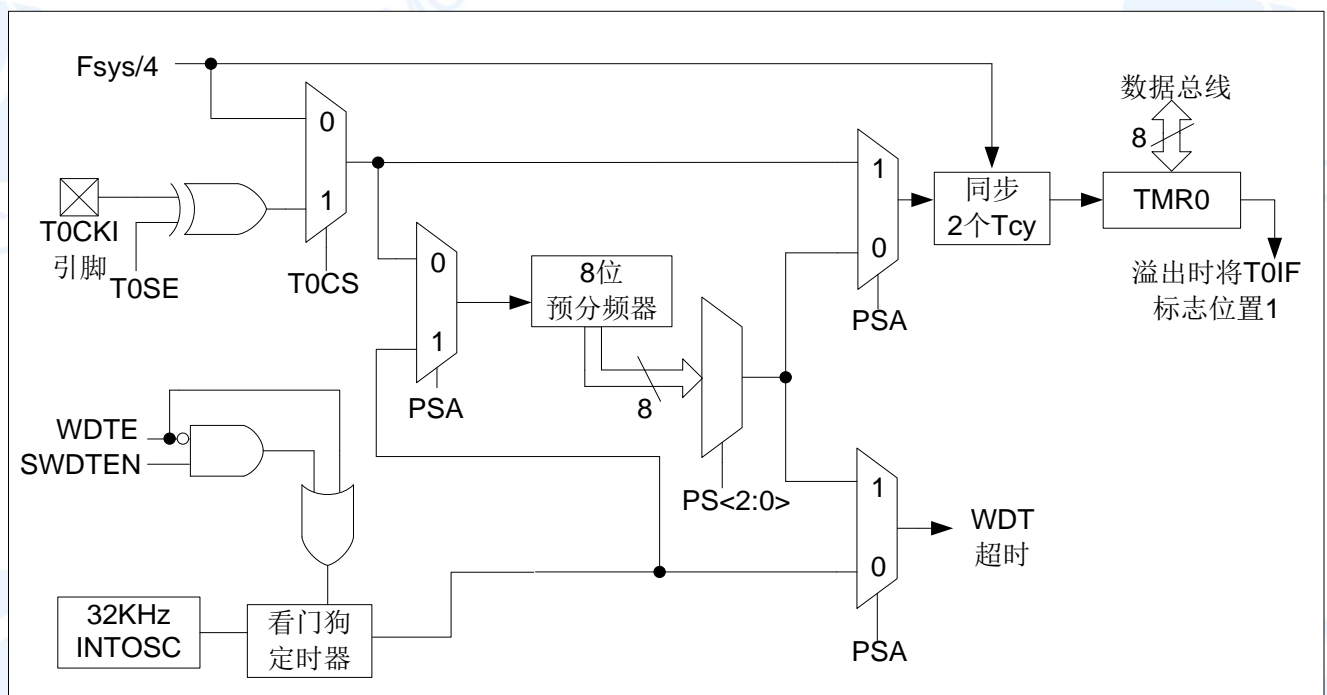 Fsys/4
数据总线
0
8
1
1
同步
2个Tcy
TMR0
T0CKI
引脚
T0SE
T0CS
0
8位
预分频器
0
溢出时将T0IF
标志位置1
1
PSA
PSA
8
WDTE
SWDTEN
PS<2:0>
1
WDT
超时
0
32KHz
INTOSC
看门狗
定时器
PSA